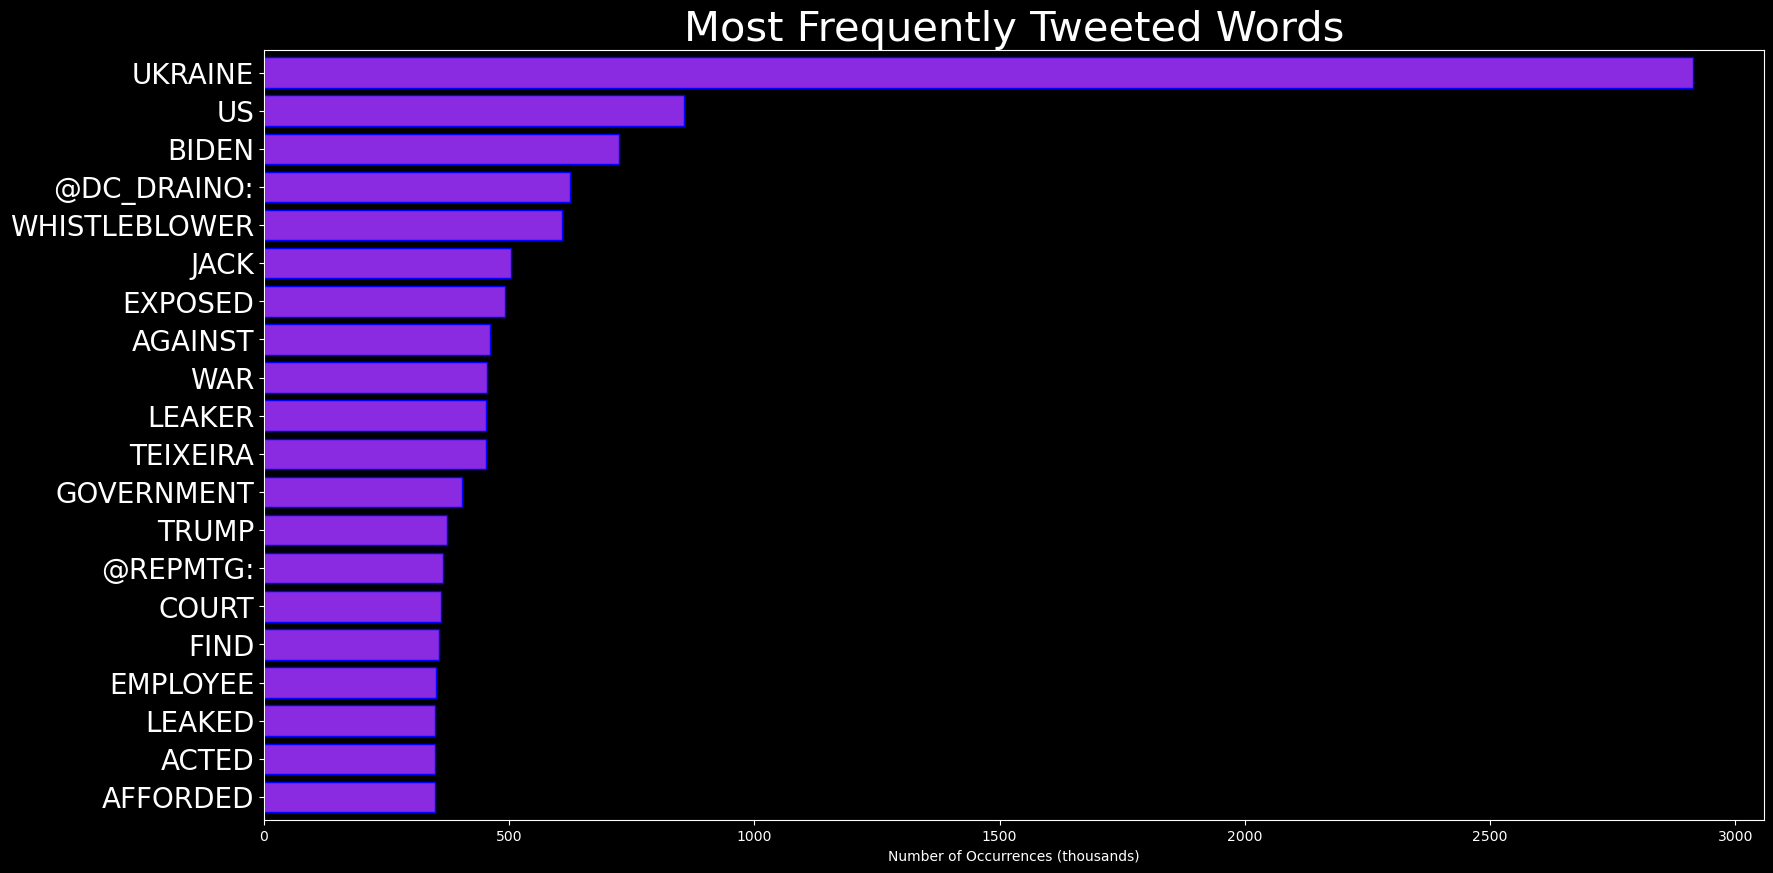 Most Frequently Tweeted Words
UKRAINE
US
BIDEN
@DC_DRAINO:
WHISTLEBLOWER
JACK
EXPOSED
AGAINST
WAR
LEAKER
TEIXEIRA
GOVERNMENT
TRUMP
@REPMTG:
COURT
FIND
EMPLOYEE
LEAKED
ACTED
AFFORDED
0 500 1000 1500 2000 2500 3000
Number of Occurrences (thousands)